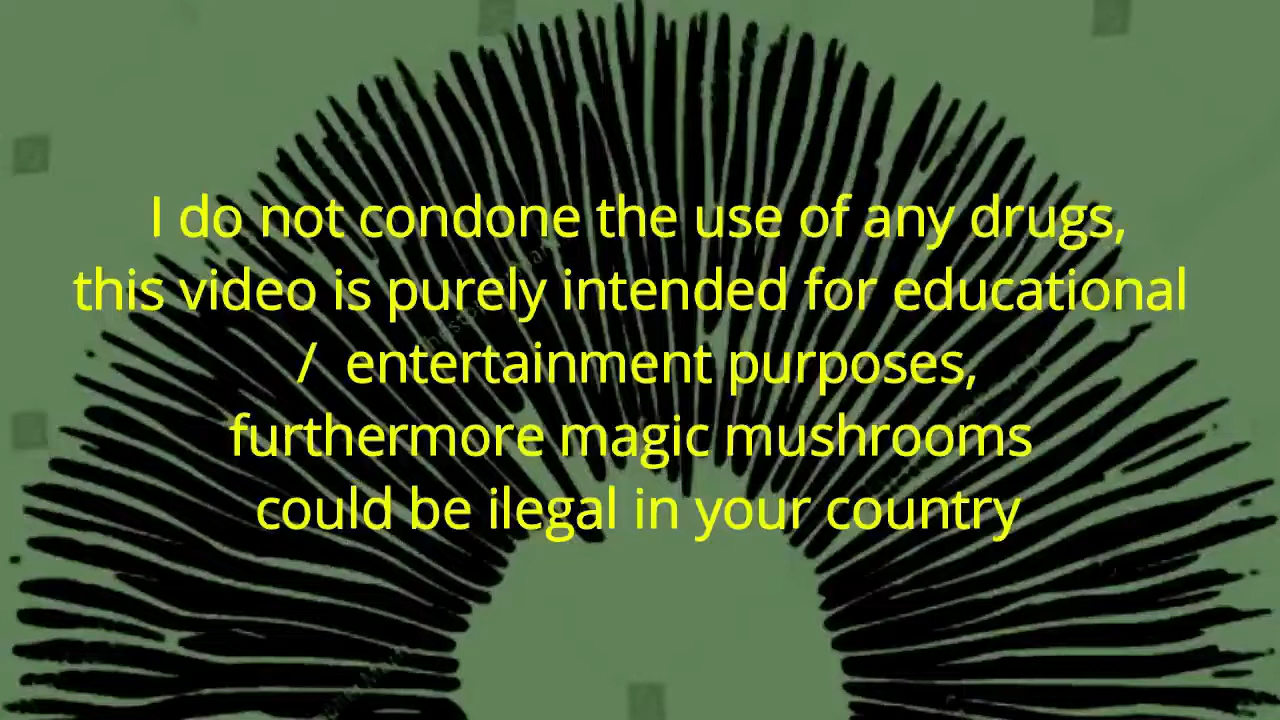 I do not condone the use of any drugs,
this video is purely intended for educational
/ entertainment purposes,
furthermore magic mushrooms
could be ilegal in your country